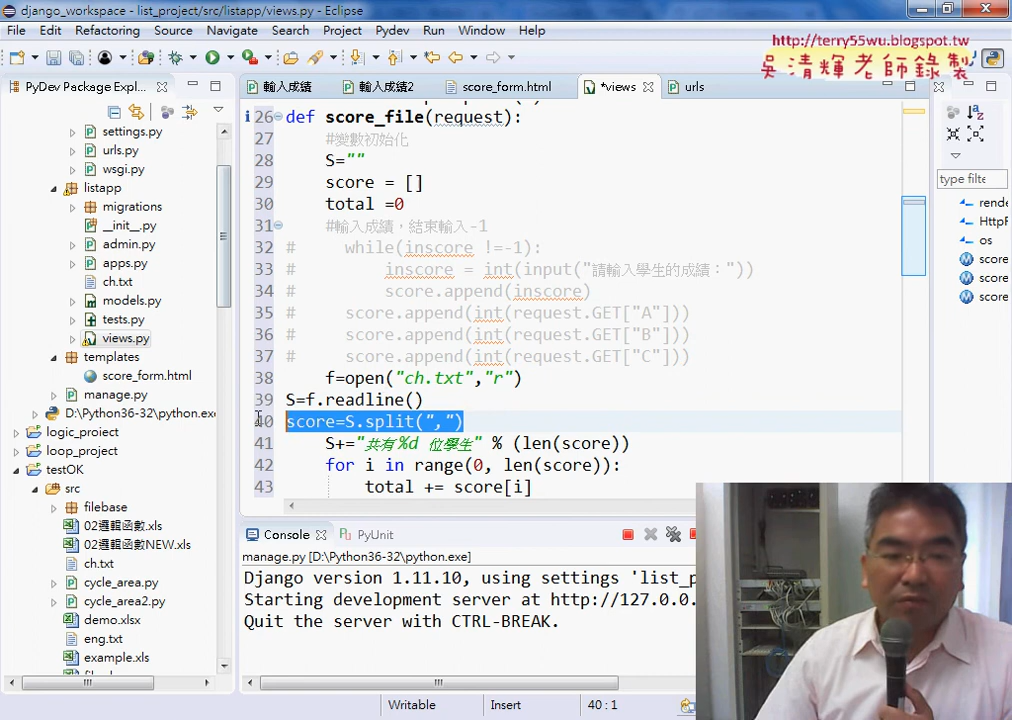 django_workspace - list_project/src/listapp/views.py - Eclipse
File Edit Refactoring Source Navigate Search Project Pydev Run Window Help
http://terry55wu.blogspot.tw
吳清輝老師錄製
PyDev Package Expl...
輸入成績 輸入成績2 score_form.html *views urls
settings.py
urls.py
wsgi.py
listapp
migrations
__init__.py
admin.py
apps.py
ch.txt
models.py
tests.py
views.py
templates
score_form.html
manage.py
D:\Python36-32\python.exe
logic_project
loop_project
testOK
src
filebase
02邏輯函數.xls
02邏輯函數NEW.xls
ch.txt
cycle_area.py
cycle_area2.py
demo.xlsx
eng.txt
example.xls
26 def score_file(request):
27 #變數初始化
28 S=""
29 score = []
30 total =0
31 #輸入成績，結束輸入-1
32 # while(inscore !=-1):
33 # inscore = int(input("請輸入學生的成績："))
34 # score.append(inscore)
35 # score.append(int(request.GET["A"]))
36 # score.append(int(request.GET["B"]))
37 # score.append(int(request.GET["C"]))
38 f=open("ch.txt","r")
39 S=f.readline()
40 score=S.split(",")
41 S+="共有%d 位學生" % (len(score))
42 for i in range(0, len(score)):
43 total += score[i]
type filte
rende
HttpF
os
score
score
score
Console PyUnit
manage.py [D:\Python36-32\python.exe]
Django version 1.11.10, using settings 'list_p
Starting development server at http://127.0.0.
Quit the server with CTRL-BREAK.
Writable Insert 40 : 1